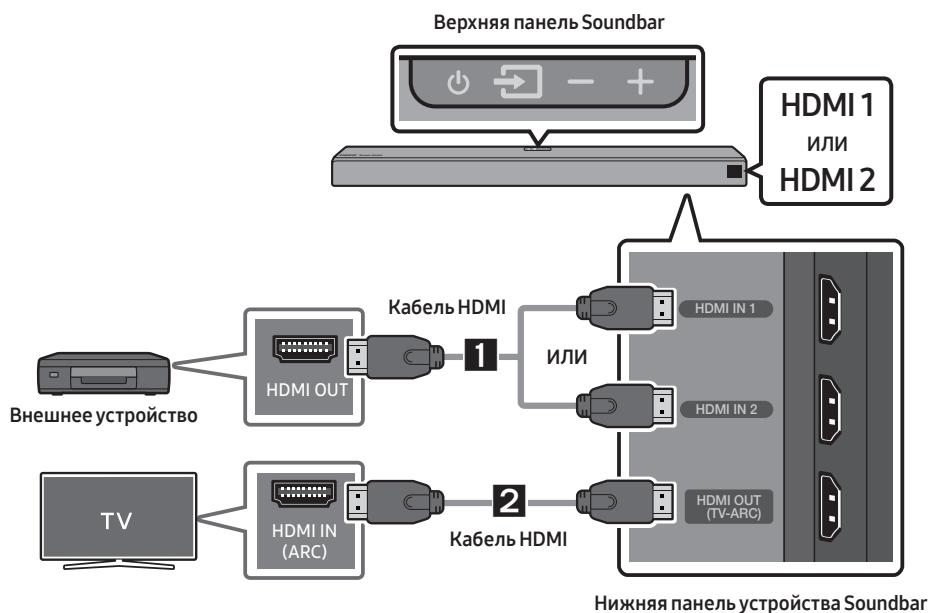 Верхняя панель Soundbar
HDMI 1
или
HDMI 2
Кабель HDMI
HDMI OUT
1
или
HDMI IN 1
HDMI IN 2
Внешнее устройство
TV
HDMI IN
(ARC)
2
Кабель HDMI
HDMI OUT
(TV-ARC)
Нижняя панель устройства Soundbar